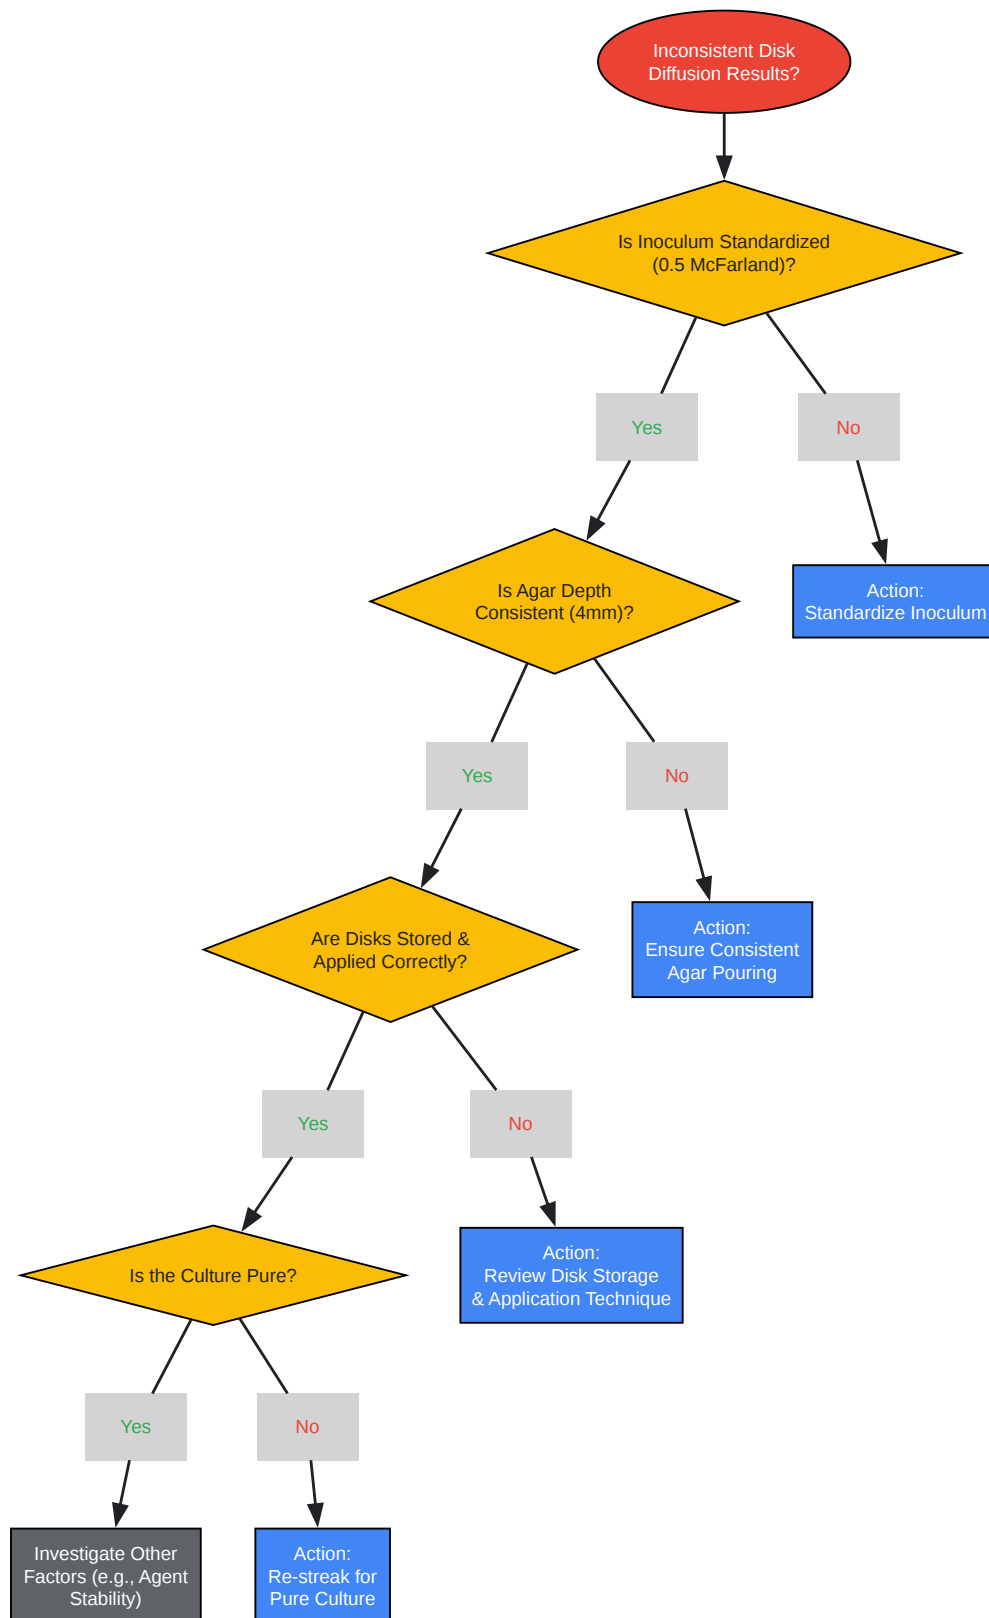 Inconsistent Disk
Diffusion Results?
Is Inoculum Standardized
(0.5 McFarland)?
Yes
No
Is Agar Depth
Consistent (4mm)?
Action:
Standardize Inoculum
Yes
No
Are Disks Stored &
Applied Correctly?
Action:
Ensure Consistent
Agar Pouring
Yes
No
Is the Culture Pure?
Action:
Review Disk Storage
& Application Technique
Yes
No
Investigate Other
Factors (e.g., Agent
Stability)
Action:
Re-streak for
Pure Culture